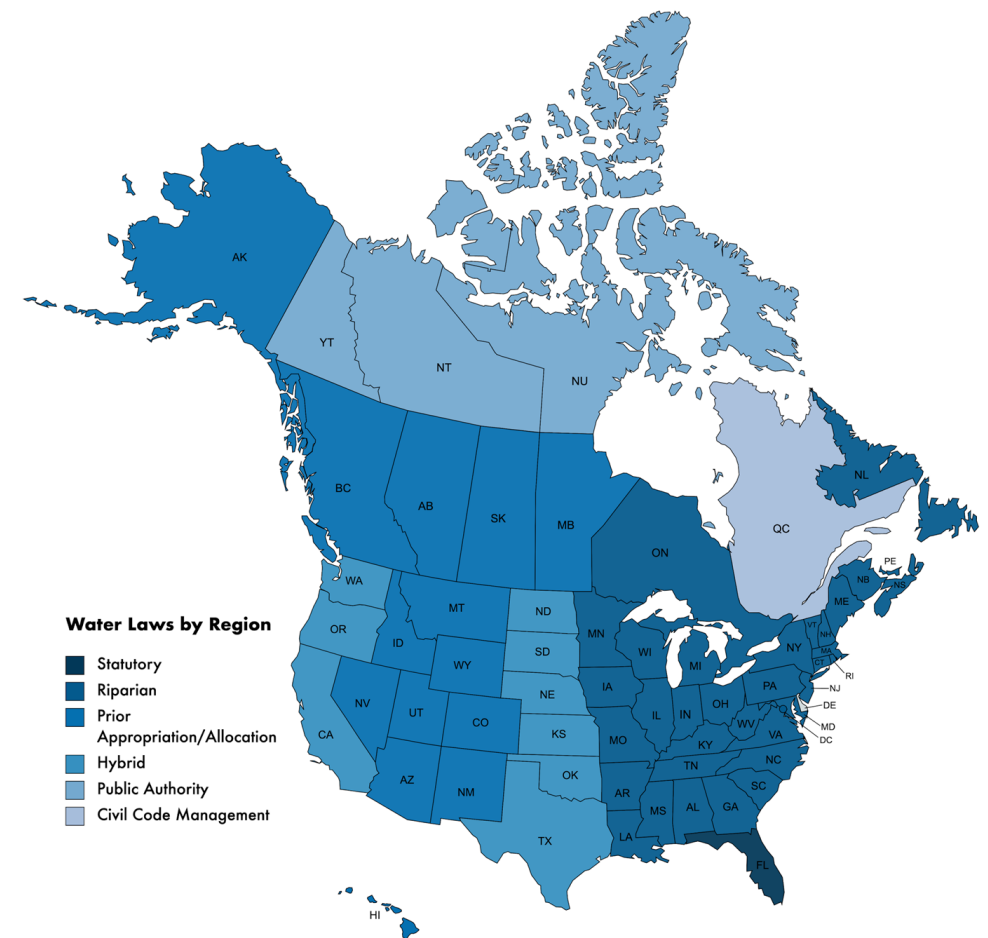 AK
YT
NT
NU
BC
AB
SK
MB
ON
QC
NL
PE
NB
NS
ME
WA
MT
ND
OR
ID
SD
MN
WI
MI
NY
VT
NH
MA
CT
RI
WY
NE
IA
PA
NJ
NV
UT
CO
IL
IN
OH
DE
CA
KS
MO
WV
VA
MD
DC
KY
AZ
NM
OK
TN
NC
AR
SC
TX
LA
MS
AL
GA
FL
HI
Water Laws by Region
Statutory
Riparian
Prior
Appropriation/Allocation
Hybrid
Public Authority
Civil Code Management